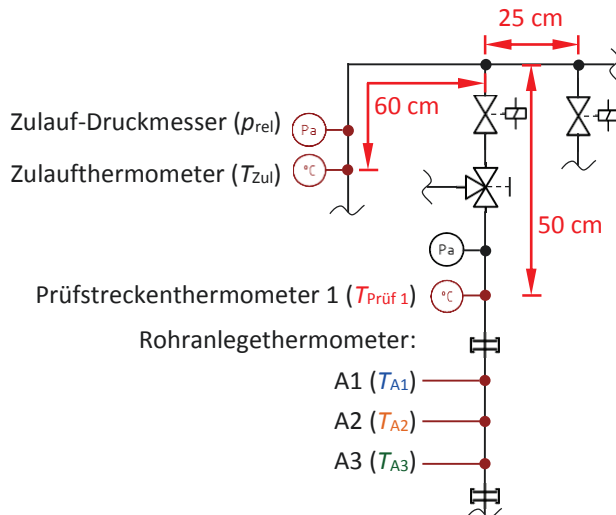 25 cm
60 cm
Zulauf-Druckmesser (prel)
Pa
Zulaufthermometer (TZul)
°C
50 cm
Pa
Prüfstreckenthermometer 1 (TPrüf 1)
°C
Rohranlegethermometer:
A1 (TA1)
A2 (TA2)
A3 (TA3)